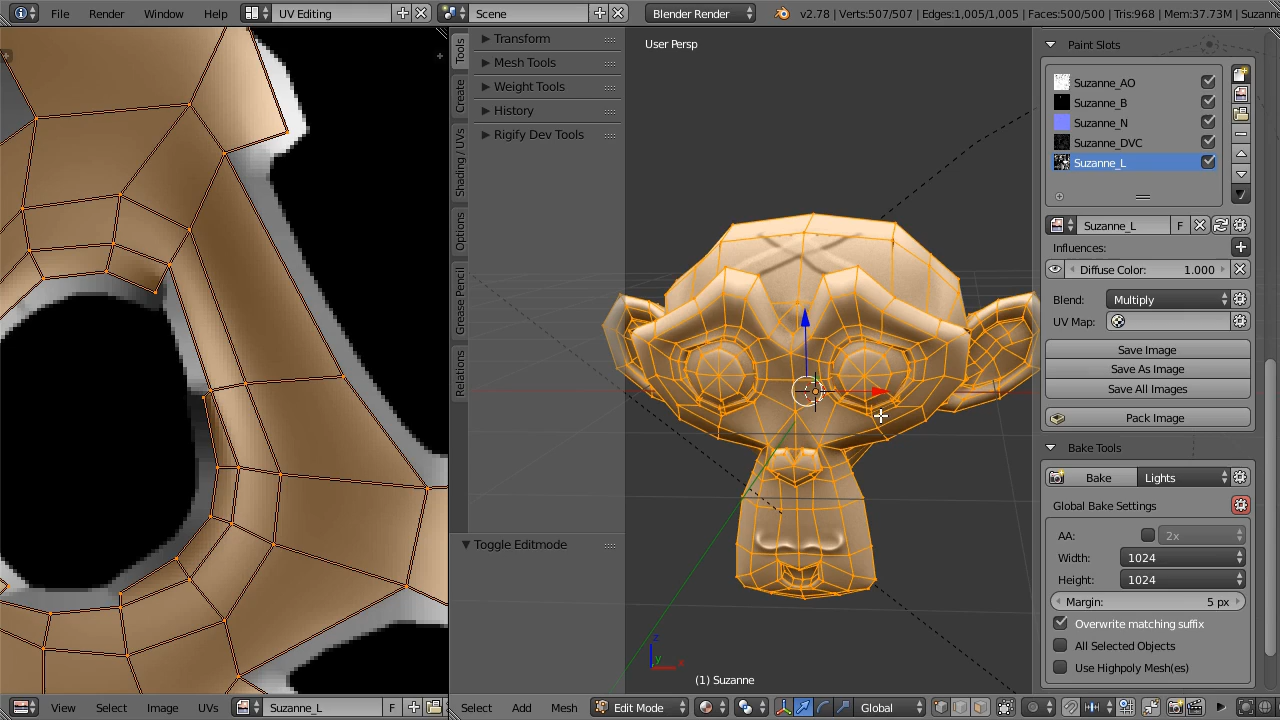 File Render Window Help UV Editing Scene Blender Render v2.78 | Verts:507/507 | Edges:1,005/1,005 | Faces:500/500 | Tris:968 | Mem:37.73M | Suzann
Tools
Create
Shading / UVs
Options
Grease Pencil
Relations
Transform
Mesh Tools
Weight Tools
History
Rigify Dev Tools
Toggle Editmode
User Persp
z
y
x
(1) Suzanne
Paint Slots
Suzanne_AO
Suzanne_B
Suzanne_N
Suzanne_DVC
Suzanne_L
Suzanne_L F
Influences:
Diffuse Color: 1.000
Blend: Multiply
UV Map:
Save Image
Save As Image
Save All Images
Pack Image
Bake Tools
Bake Lights
Global Bake Settings
AA: 2x
Width: 1024
Height: 1024
Margin: 5 px
Overwrite matching suffix
All Selected Objects
Use Highpoly Mesh(es)
View Select Image UVs Suzanne_L F Select Add Mesh Edit Mode Global